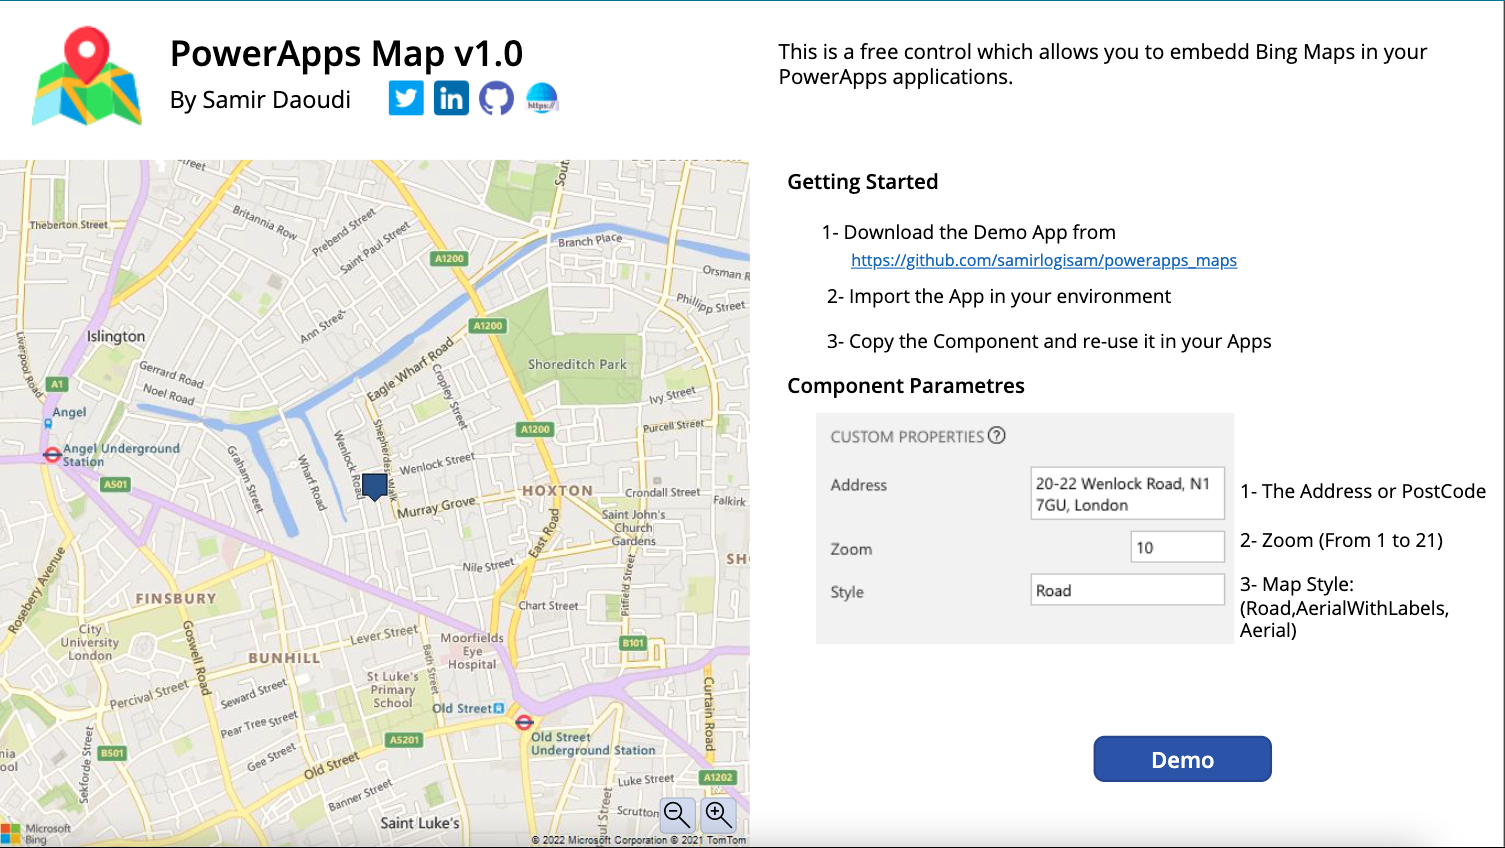 PowerApps Map v1.0
By Samir Daoudi
https://
This is a free control which allows you to embedd Bing Maps in your
PowerApps applications.
Street
Theberton Street
Britannia Row
Prebend Street
Saint Paul Street
Branch Place
Orsman R
Phillipp Street
A1200
Ann Street
Islington
A1200
Liverpool Road
Gerrard Road
Noel Road
Eagle Wharf Road
Cropley Street
Shoreditch Park
Ivy Street
A1
Angel
Purcell Street
A1200
Angel Underground
Station
A501
Graham Street
Wharf Road
Wenlock Road
Shepherdess Walk
Wenlock Street
HOXTON
Crondall Street
Falkirk
Murray Grove
Saint John's
Church
Gardens
East Road
SH
Nile Street
Chart Street
Pitfield Street
Rosebery Avenue
FINSBURY
City
University
London
Goswell Road
Lever Street
Moorfields
Eye
Hospital
B101
BUNHILL
Bath Street
St Luke's
Primary
School
Percival Street
Seward Street
Old Street
Curtain Road
Pear Tree Street
A5201
Old Street
Underground Station
B501
nia
ool
Sekforde Street
Gee Street
Old Street
Luke Street
A1202
Banner Street
Scrutton
ul Street
Saint Luke's
Microsoft
Bing
© 2022 Microsoft Corporation © 2021 TomTom
Getting Started
1- Download the Demo App from
https://github.com/samirlogisam/powerapps_maps
2- Import the App in your environment
3- Copy the Component and re-use it in your Apps
Component Parametres
CUSTOM PROPERTIES ?
Address
20-22 Wenlock Road, N1
7GU, London
Zoom
10
Style
Road
1- The Address or PostCode
2- Zoom (From 1 to 21)
3- Map Style:
(Road,AerialWithLabels,
Aerial)
Demo